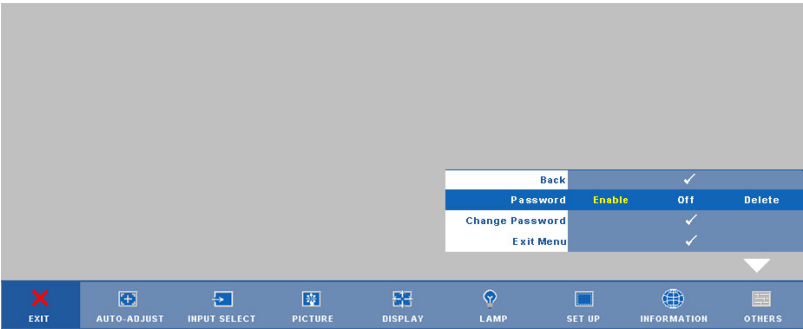 Back
Password Enable Off Delete
Change Password
Exit Menu
EXIT AUTO-ADJUST INPUT SELECT PICTURE DISPLAY LAMP SET UP INFORMATION OTHERS